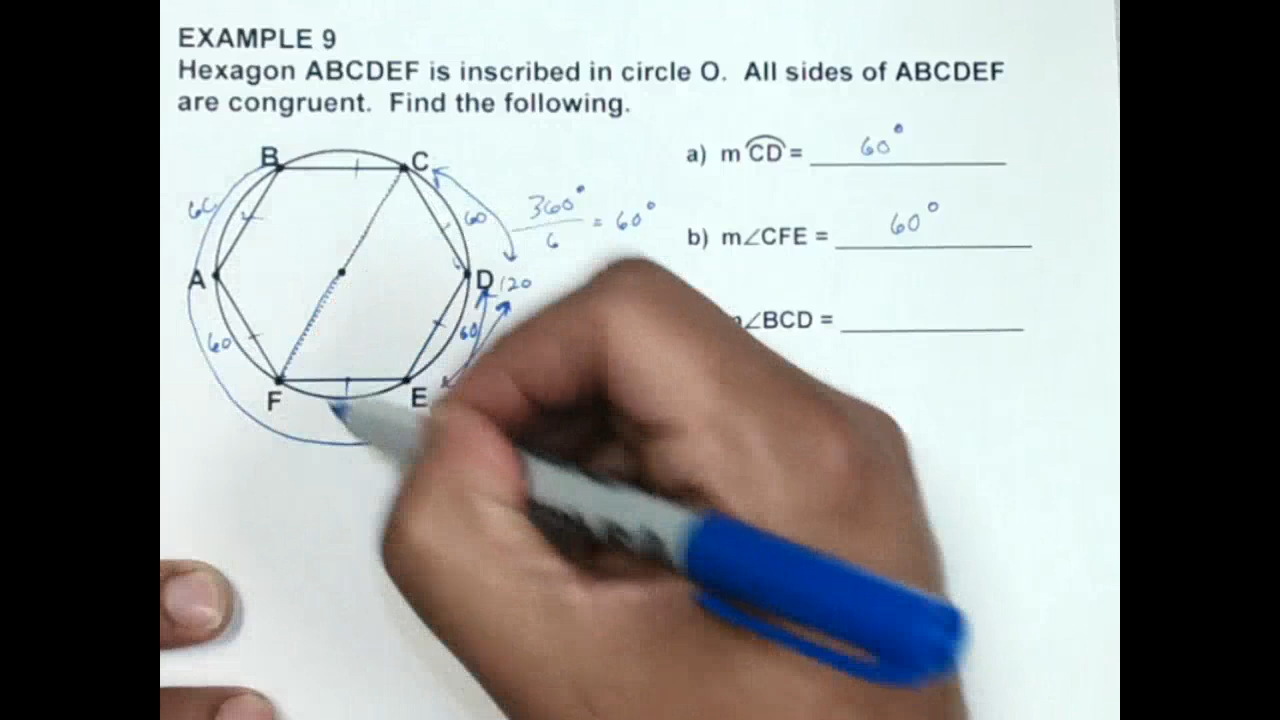 EXAMPLE 9
Hexagon ABCDEF is inscribed in circle O. All sides of ABCDEF
are congruent. Find the following.
a) m CD = 60°
b) m∠CFE = 60°
∠BCD =
B
C
60
60
360°
6
= 60°
A
D
120
60
60
F
E